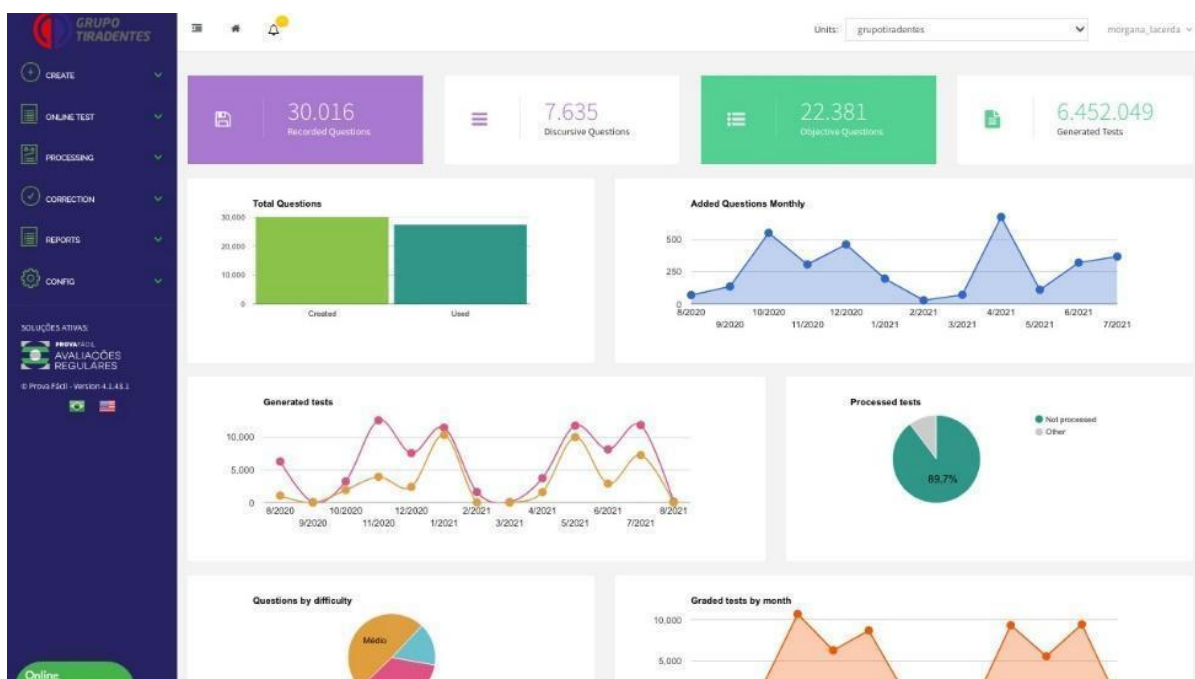 GRUPO
TIRADENTES
Units: grupotiradentes morgana_lacerda
CREATE
ONLINE TEST
PROCESSING
CORRECTION
REPORTS
CONFIG
SOLUÇÕES ATIVAS:
PROVAFÁCIL
AVALIAÇÕES
REGULARES
© Prova Fácil - Version 4.1.43.1
Online
30.016
Recorded Questions
7.635
Discursive Questions
22.381
Objective Questions
6.452.049
Generated Tests
Total Questions
30,000
20,000
10,000
0
Created Used
Added Questions Monthly
500
250
0
8/2020 10/2020 12/2020 2/2021 4/2021 6/2021
9/2020 11/2020 1/2021 3/2021 5/2021 7/2021
Generated tests
10,000
5,000
0
8/2020 10/2020 12/2020 2/2021 4/2021 6/2021 8/2021
9/2020 11/2020 1/2021 3/2021 5/2021 7/2021
Processed tests
Not processed
Other
89.7%
Questions by difficulty
Médio
Graded tests by month
10,000
5,000